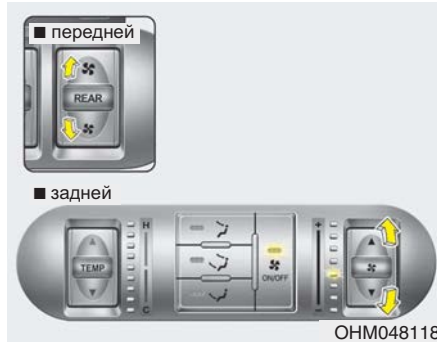 ■ передней
REAR
■ задней
H
+
TEMP
ON/OFF
C
-
OHM048118